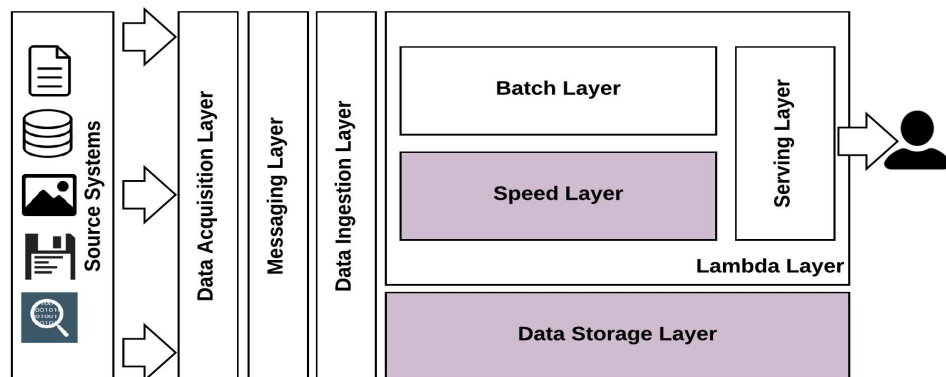 Source Systems
Data Acquisition Layer
Messaging Layer
Data Ingestion Layer
Batch Layer
Speed Layer
Serving Layer
Lambda Layer
Data Storage Layer